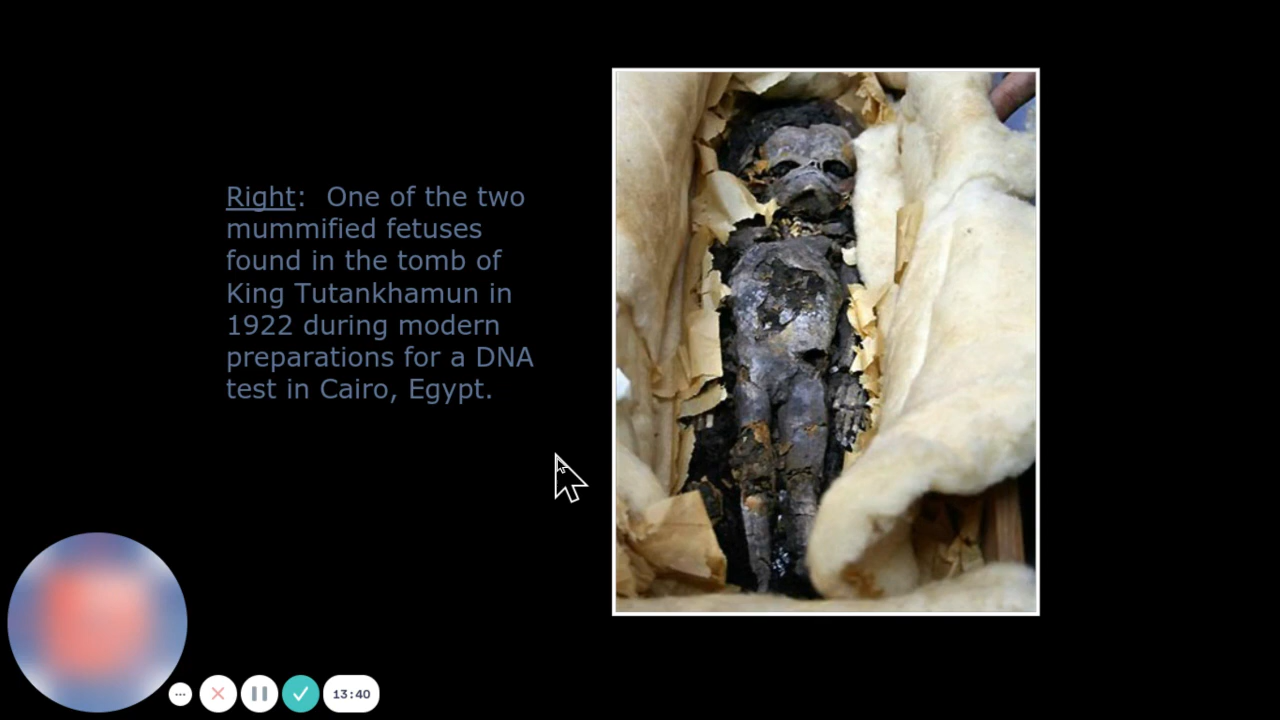 Right: One of the two
mummified fetuses
found in the tomb of
King Tutankhamun in
1922 during modern
preparations for a DNA
test in Cairo, Egypt.
13:40